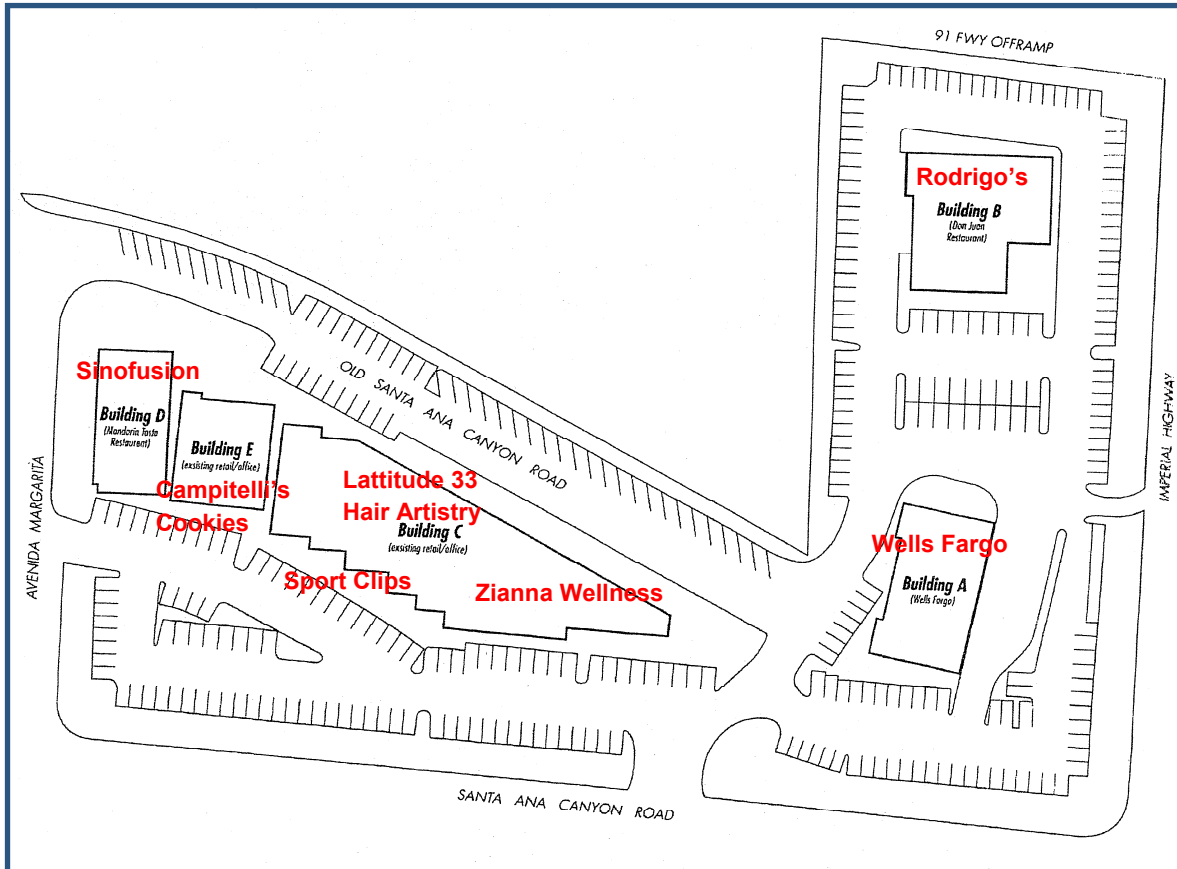 91 FWY OFFRAMP
Rodrigo's
Building B
(Don Juan
Restaurant)
IMPERIAL HIGHWAY
OLD SANTA ANA CANYON ROAD
Sinofusion
Building D
(Mandarin Taste
Restaurant)
Building E
(exsisting retail/office)
Campitelli's
Cookies
AVENIDA MARGARITA
Lattitude 33
Hair Artistry
Building C
(exsisting retail/office)
Sport Clips
Zianna Wellness
Wells Fargo
Building A
(Wells Fargo)
SANTA ANA CANYON ROAD